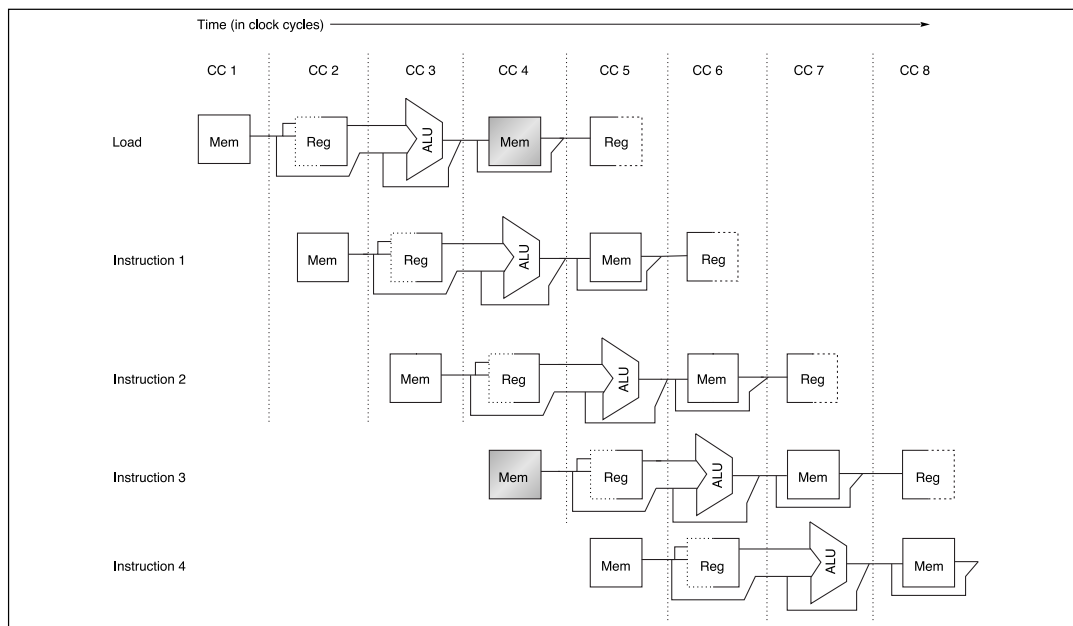 Time (in clock cycles)
CC 1 CC 2 CC 3 CC 4 CC 5 CC 6 CC 7 CC 8
Load Mem Reg ALU Mem Reg
Instruction 1 Mem Reg ALU Mem Reg
Instruction 2 Mem Reg ALU Mem Reg
Instruction 3 Mem Reg ALU Mem Reg
Instruction 4 Mem Reg ALU Mem